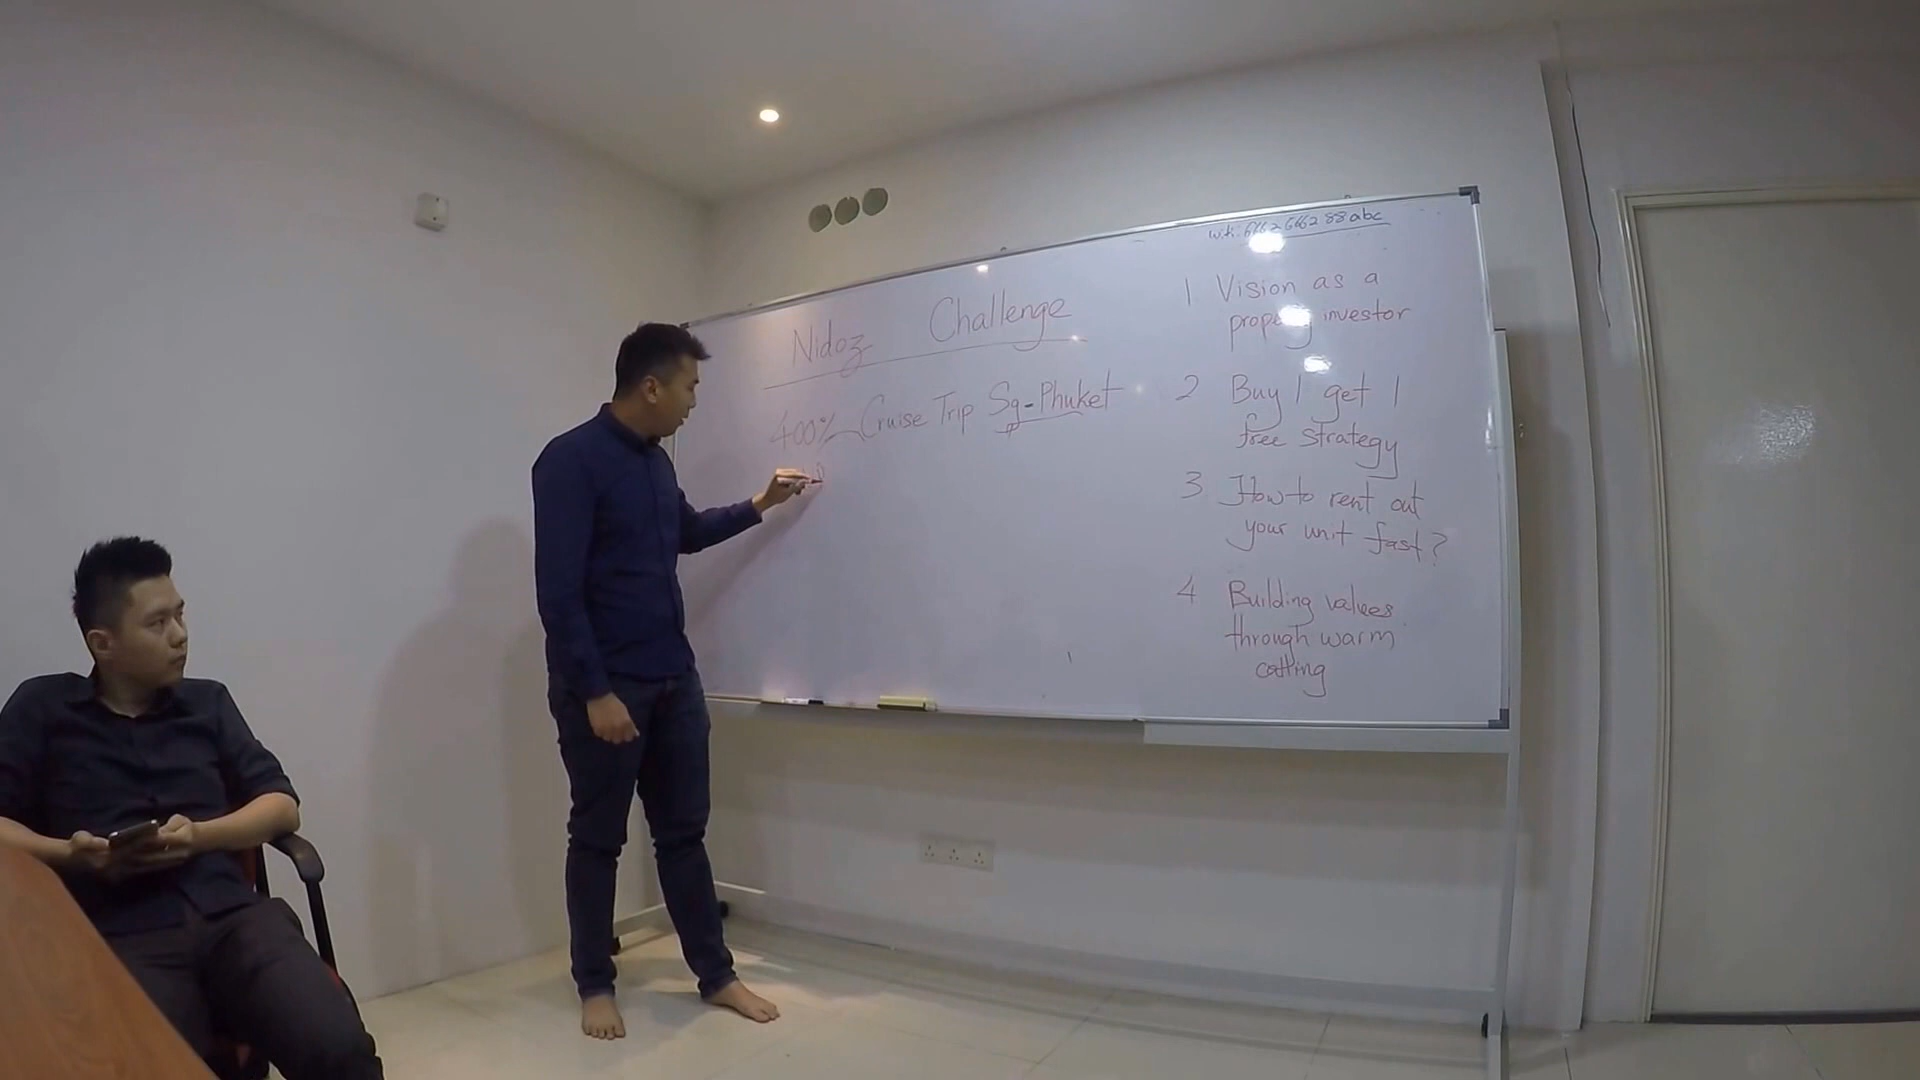 Nidoz Challenge
400% Cruise Trip Sg-Phuket
1 Vision as a
property investor
2 Buy 1 get 1
free strategy
3 How to rent out
your unit fast?
4 Building values
through warm
calling